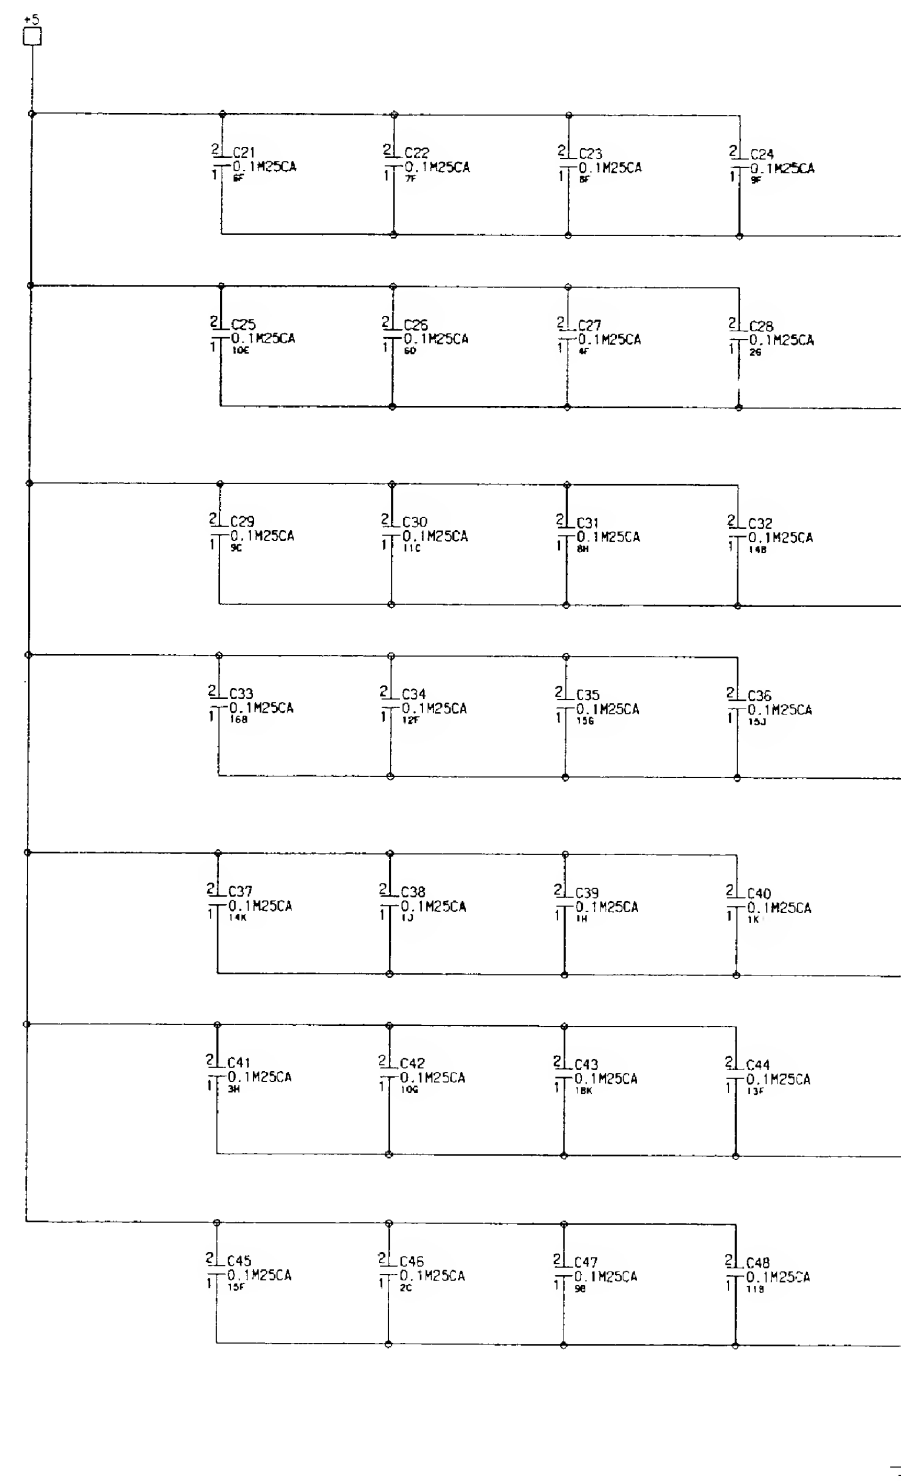 +5
2 C21
0.1M25CA
1 6F
2 C22
0.1M25CA
1 7F
2 C23
0.1M25CA
1 8F
2 C24
0.1M25CA
1 9F
2 C25
0.1M25CA
1 10E
2 C26
0.1M25CA
1 6D
2 C27
0.1M25CA
1 4F
2 C28
0.1M25CA
1 2G
2 C29
0.1M25CA
1 9C
2 C30
0.1M25CA
1 11C
2 C31
0.1M25CA
1 8H
2 C32
0.1M25CA
1 14B
2 C33
0.1M25CA
1 16B
2 C34
0.1M25CA
1 12F
2 C35
0.1M25CA
1 15G
2 C36
0.1M25CA
1 15J
2 C37
0.1M25CA
1 14K
2 C38
0.1M25CA
1 1J
2 C39
0.1M25CA
1 1H
2 C40
0.1M25CA
1 1K
2 C41
0.1M25CA
1 3H
2 C42
0.1M25CA
1 10G
2 C43
0.1M25CA
1 18K
2 C44
0.1M25CA
1 13F
2 C45
0.1M25CA
1 15F
2 C46
0.1M25CA
1 2C
2 C47
0.1M25CA
1 9B
2 C48
0.1M25CA
1 11B